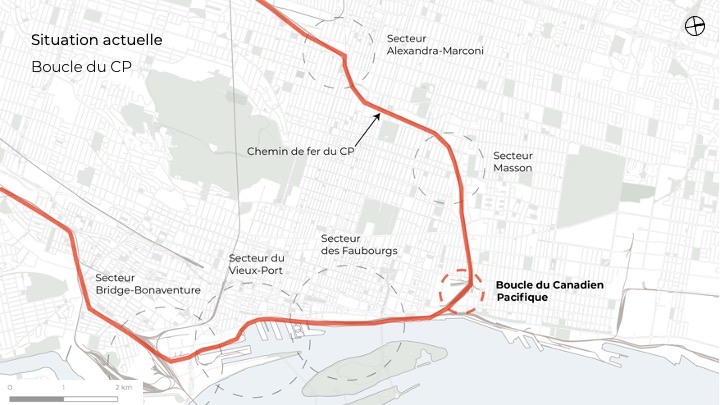 Situation actuelle
Boucle du CP
Secteur
Alexandra-Marconi
Chemin de fer du CP
Secteur
Masson
Secteur
des Faubourgs
Secteur du
Vieux-Port
Secteur
Bridge-Bonaventure
Boucle du Canadien
Pacifique
0 1 2 km